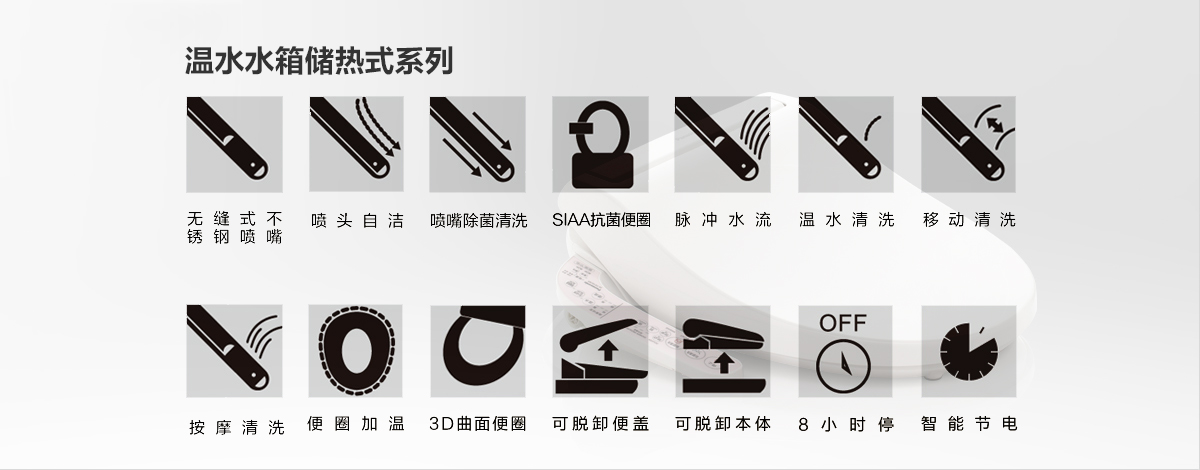 温水水箱储热式系列
无缝式不
锈钢喷嘴
喷头自洁
喷嘴除菌清洗
SIAA抗菌便圈
脉冲水流
温水清洗
移动清洗
OFF
按摩清洗
便圈加温
3D曲面便圈
可脱卸便盖
可脱卸本体
8小时停
智能节电